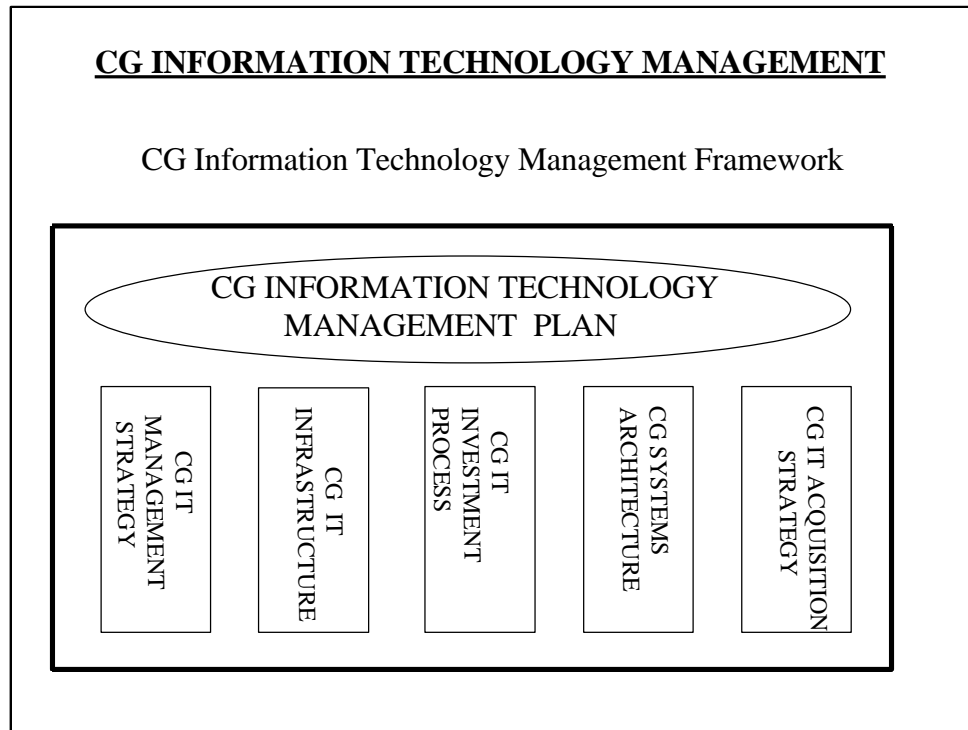 CG INFORMATION TECHNOLOGY MANAGEMENT
CG Information Technology Management Framework
CG INFORMATION TECHNOLOGY
MANAGEMENT PLAN
CG IT
MANAGEMENT
STRATEGY
CG IT
INFRASTRUCTURE
CG IT
INVESTMENT
PROCESS
CG SYSTEMS
ARCHITECTURE
CG IT ACQUISITION
STRATEGY